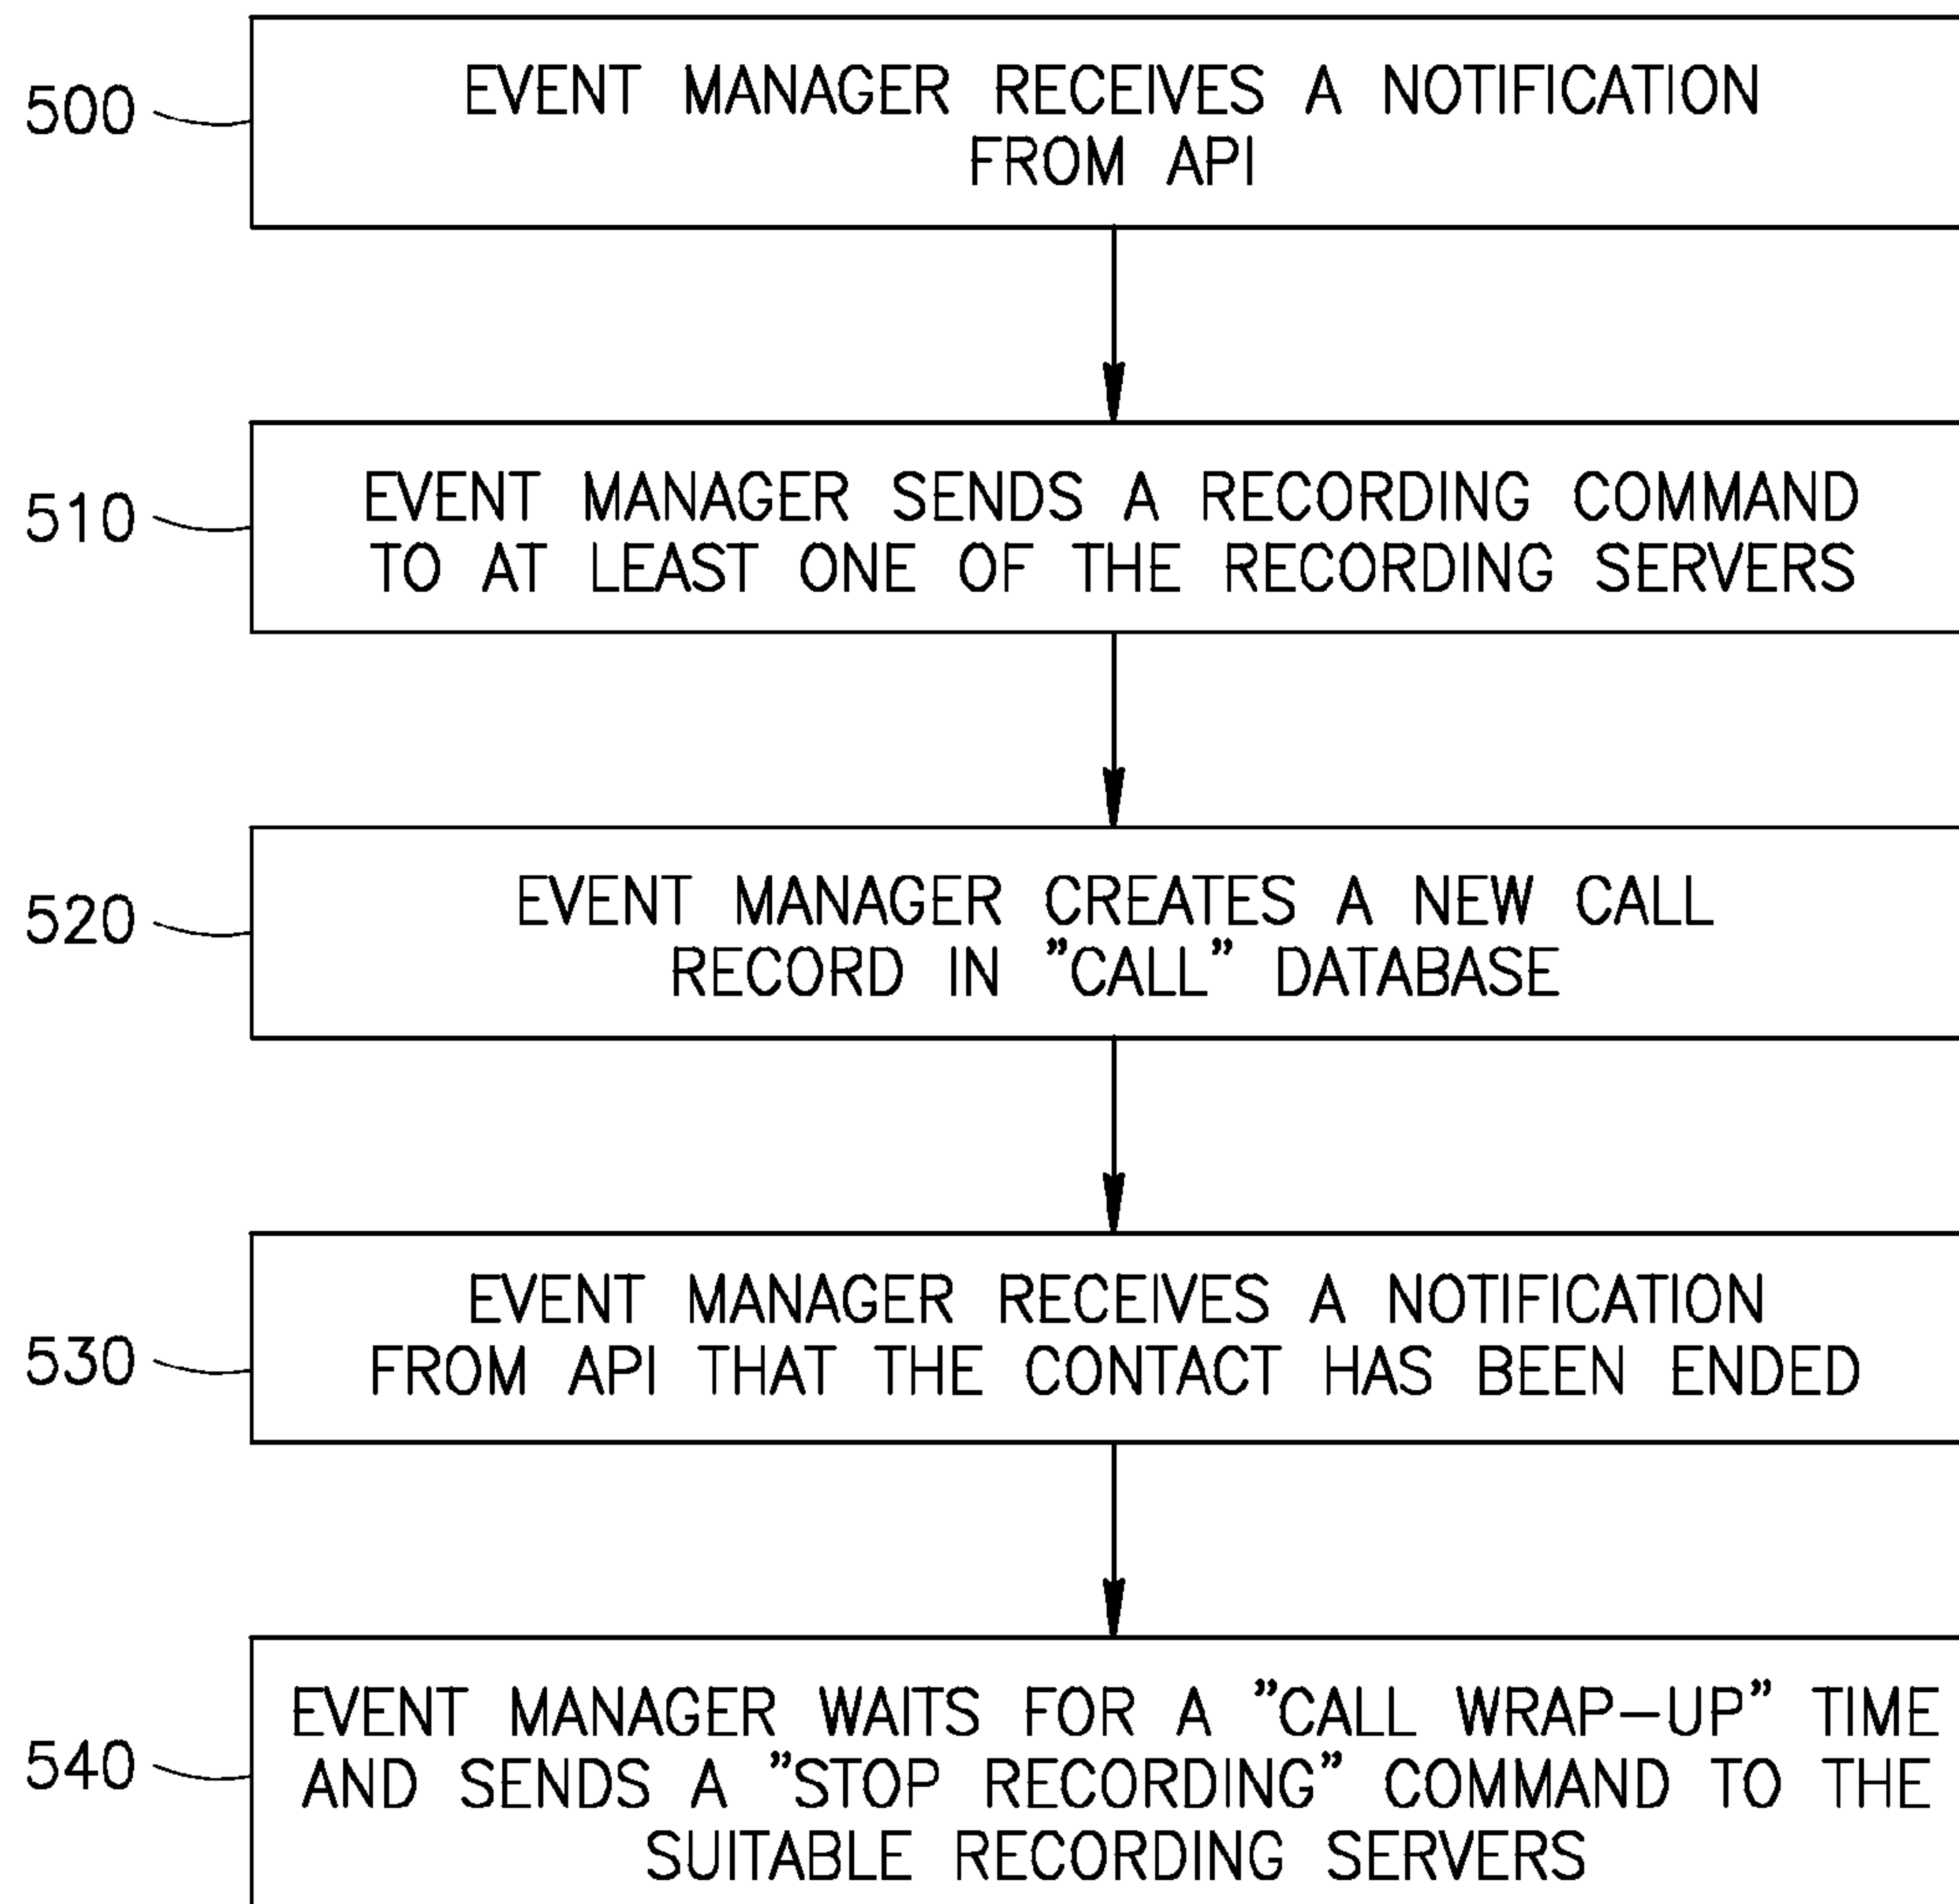 500
EVENT MANAGER RECEIVES A NOTIFICATION
FROM API
510
EVENT MANAGER SENDS A RECORDING COMMAND
TO AT LEAST ONE OF THE RECORDING SERVERS
520
EVENT MANAGER CREATES A NEW CALL
RECORD IN "CALL" DATABASE
530
EVENT MANAGER RECEIVES A NOTIFICATION
FROM API THAT THE CONTACT HAS BEEN ENDED
540
EVENT MANAGER WAITS FOR A "CALL WRAP-UP" TIME
AND SENDS A "STOP RECORDING" COMMAND TO THE
SUITABLE RECORDING SERVERS